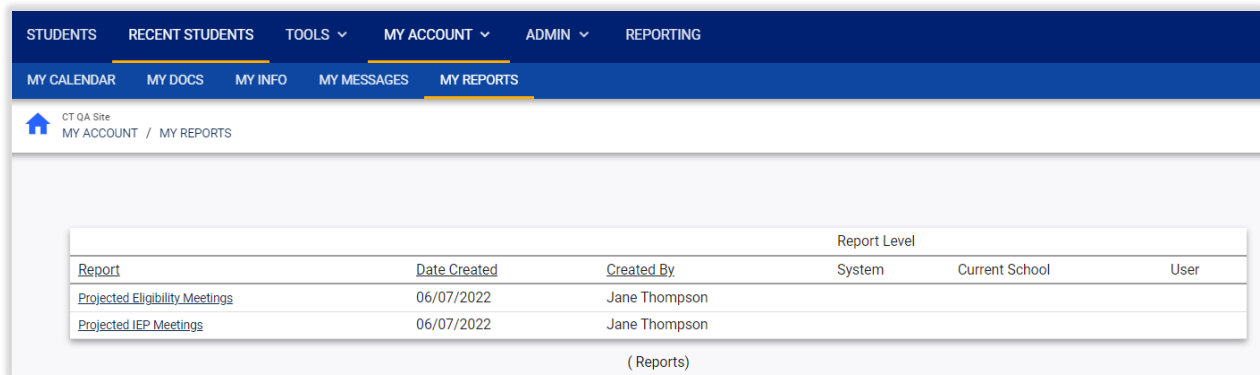 STUDENTS RECENT STUDENTS TOOLS MY ACCOUNT ADMIN REPORTING
MY CALENDAR MY DOCS MY INFO MY MESSAGES MY REPORTS
CT QA Site
MY ACCOUNT / MY REPORTS
Report Level
Report Date Created Created By System Current School User
Projected Eligibility Meetings 06/07/2022 Jane Thompson
Projected IEP Meetings 06/07/2022 Jane Thompson
( Reports)